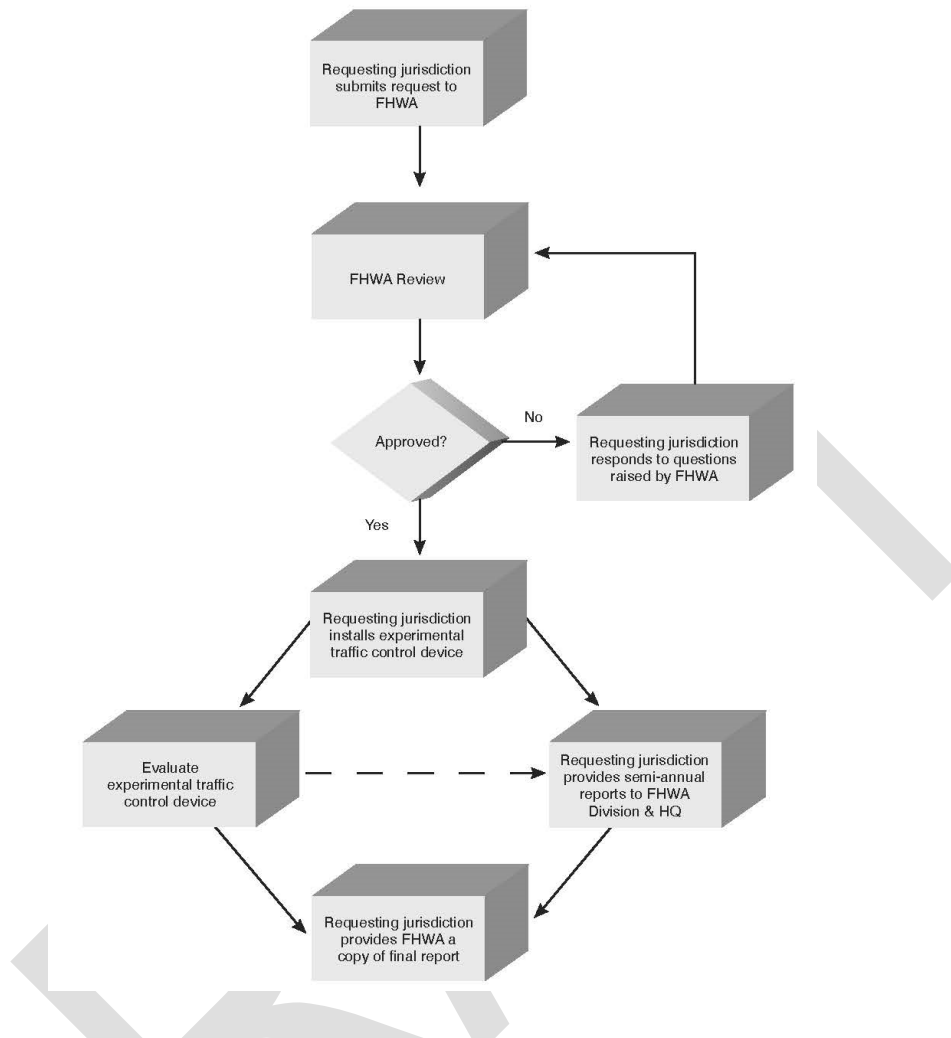 Requesting jurisdiction
submits request to
FHWA
FHWA Review
Approved?
No
Requesting jurisdiction
responds to questions
raised by FHWA
Yes
Requesting jurisdiction
installs experimental
traffic control device
Evaluate
experimental traffic
control device
Requesting jurisdiction
provides semi-annual
reports to FHWA
Division & HQ
Requesting jurisdiction
provides FHWA a
copy of final report